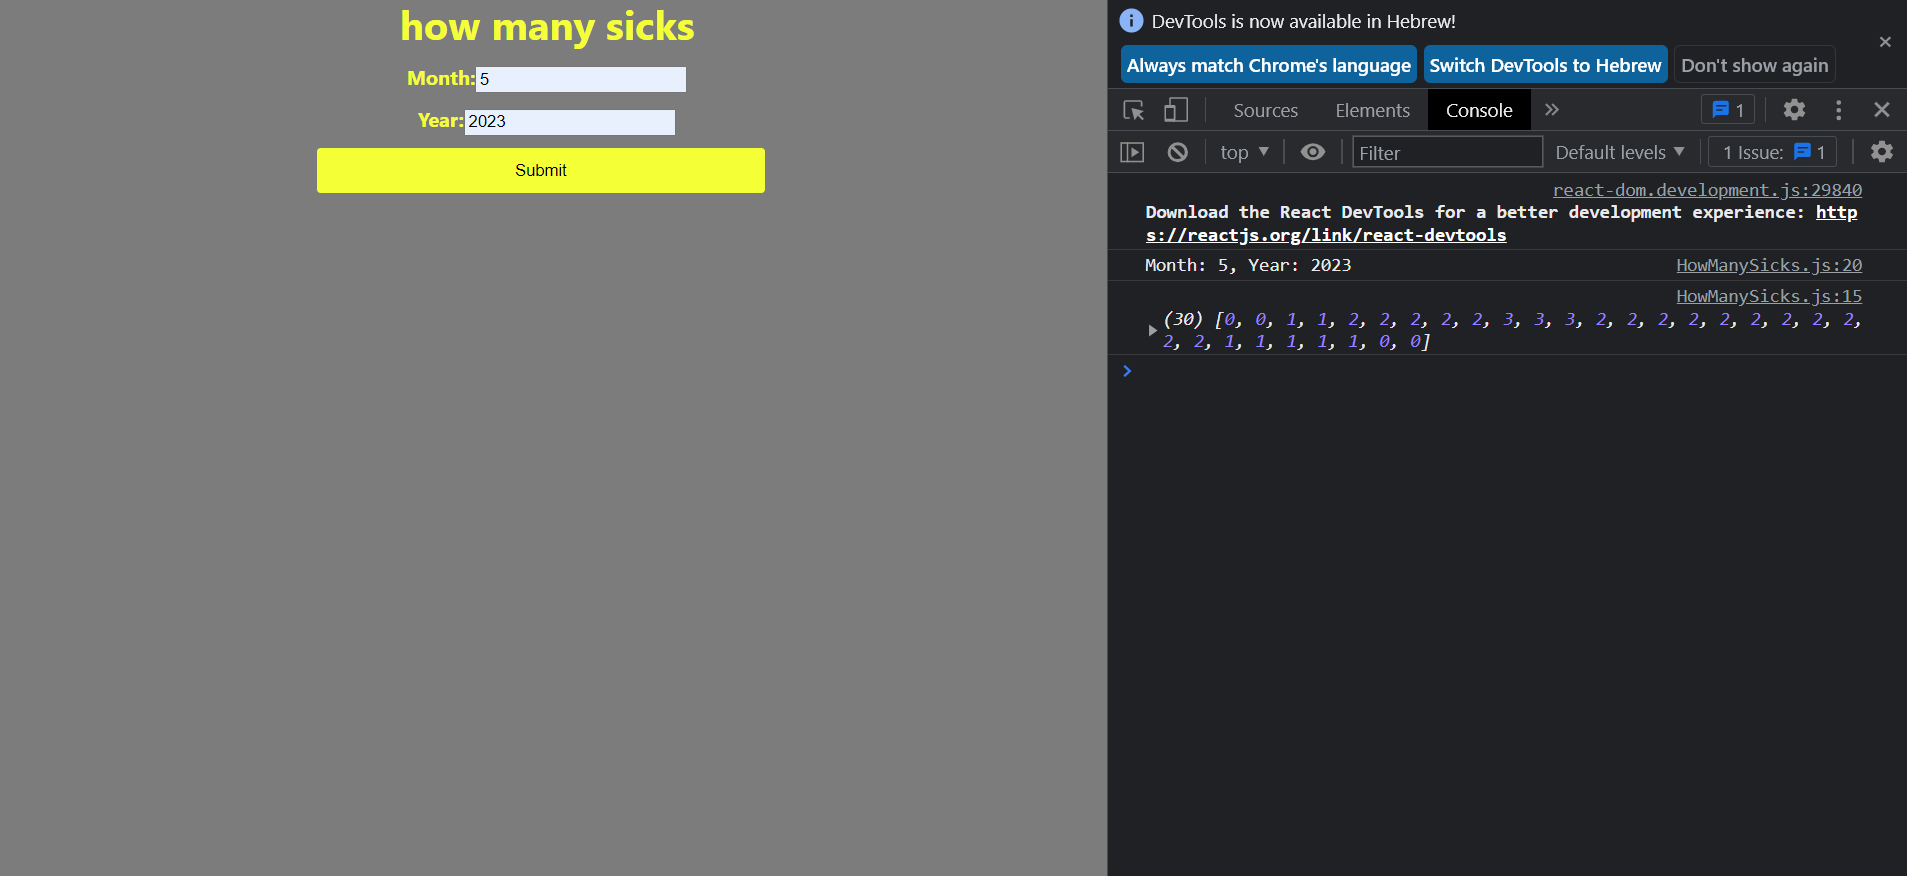 how many sicks
Month: 5
Year: 2023
Submit
DevTools is now available in Hebrew!
Always match Chrome's language Switch DevTools to Hebrew Don't show again
Sources Elements Console 1
top Filter Default levels 1 Issue: 1
react-dom.development.js:29840
Download the React DevTools for a better development experience: http
s://reactjs.org/link/react-devtools
Month: 5, Year: 2023 HowManySicks.js:20
HowManySicks.js:15
(30) [0, 0, 1, 1, 2, 2, 2, 2, 2, 3, 3, 3, 2, 2, 2, 2, 2, 2, 2, 2, 2,
2, 2, 1, 1, 1, 1, 1, 0, 0]